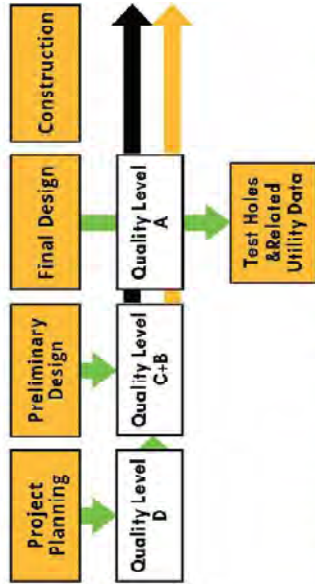 Project
Planning
Preliminary
Design
Final Design
Construction
Quality Level
D
Quality Level
C+B
Quality Level
A
Test Holes
&Related
Utility Data